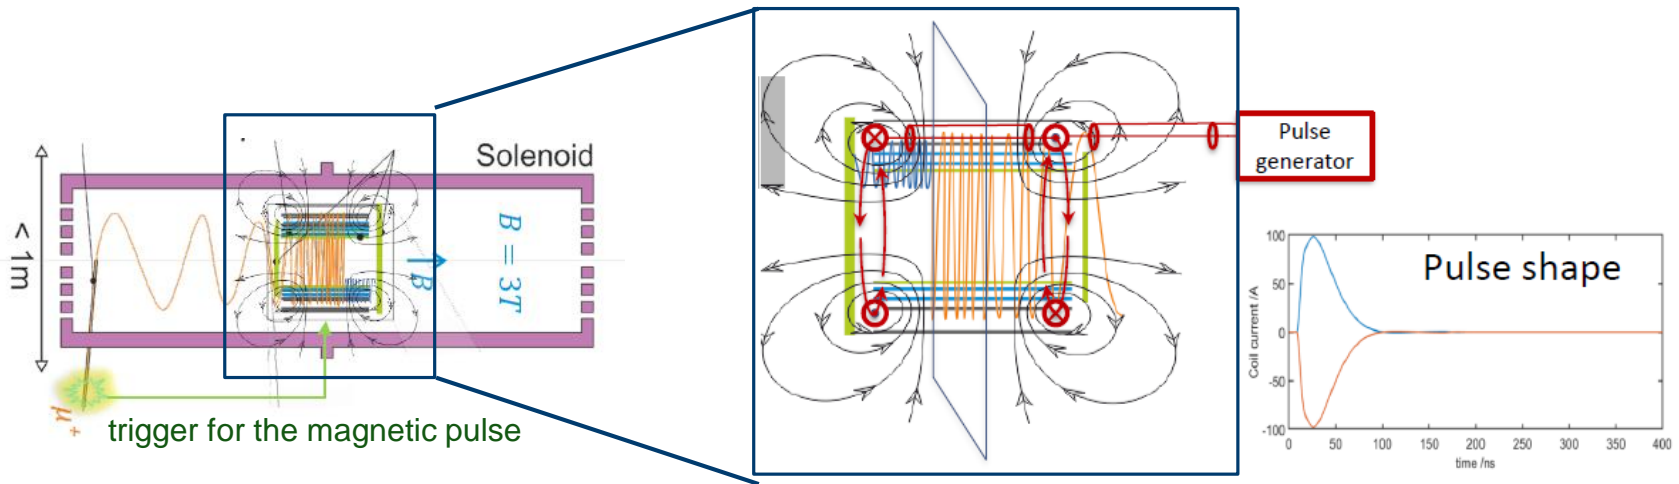 Solenoid
< 1m
B = 3T
B
μ+
trigger for the magnetic pulse
Pulse
generator
Pulse shape
Coil current /A
100
50
0
-50
-100
0 50 100 150 200 250 300 350 400
time /ns